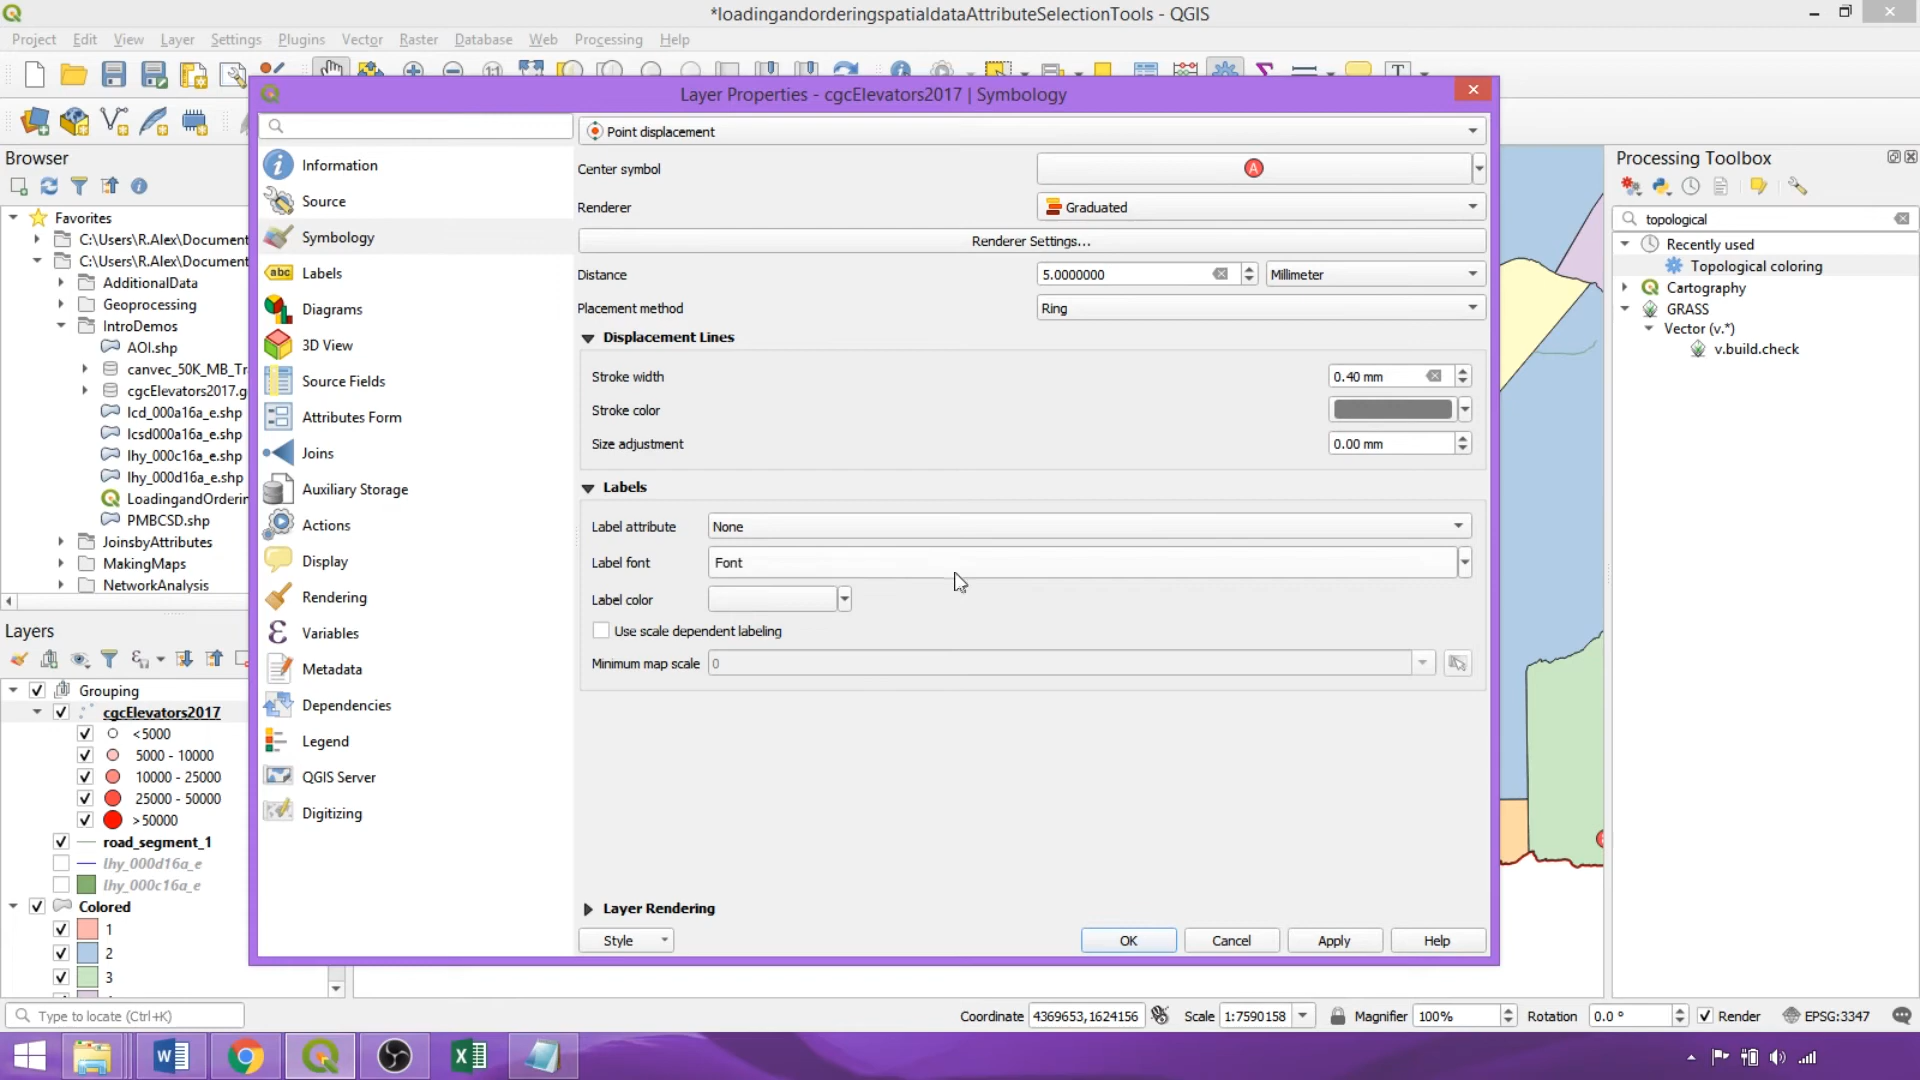 *loadingandorderingspatialdataAttributeSelectionTools - QGIS
Project Edit View Layer Settings Plugins Vector Raster Database Web Processing Help
Layer Properties - cgcElevators2017 | Symbology
Browser
Favorites
C:\Users\R.Alex\Document
C:\Users\R.Alex\Document
AdditionalData
Geoprocessing
IntroDemos
AOI.shp
canvec_50K_MB_Tr
cgcElevators2017.g
lcd_000a16a_e.shp
lcsd000a16a_e.shp
lhy_000c16a_e.shp
lhy_000d16a_e.shp
LoadingandOrderin
PMBCSD.shp
JoinsbyAttributes
MakingMaps
NetworkAnalysis
Layers
Grouping
cgcElevators2017
<5000
5000 - 10000
10000 - 25000
25000 - 50000
>50000
road_segment_1
lhy_000d16a_e
lhy_000c16a_e
Colored
1
2
3
Information
Source
Symbology
abc Labels
Diagrams
3D View
Source Fields
Attributes Form
Joins
Auxiliary Storage
Actions
Display
Rendering
Variables
Metadata
Dependencies
Legend
QGIS Server
Digitizing
Point displacement
Center symbol A
Renderer Graduated
Renderer Settings...
Distance 5.0000000 Millimeter
Placement method Ring
Displacement Lines
Stroke width 0.40 mm
Stroke color
Size adjustment 0.00 mm
Labels
Label attribute None
Label font Font
Label color
Use scale dependent labeling
Minimum map scale 0
Layer Rendering
Style OK Cancel Apply Help
Processing Toolbox
topological
Recently used
Topological coloring
Cartography
GRASS
Vector (v.*)
v.build.check
Type to locate (Ctrl+K) Coordinate 4369653,1624156 Scale 1:7590158 Magnifier 100% Rotation 0.0 ° Render EPSG:3347